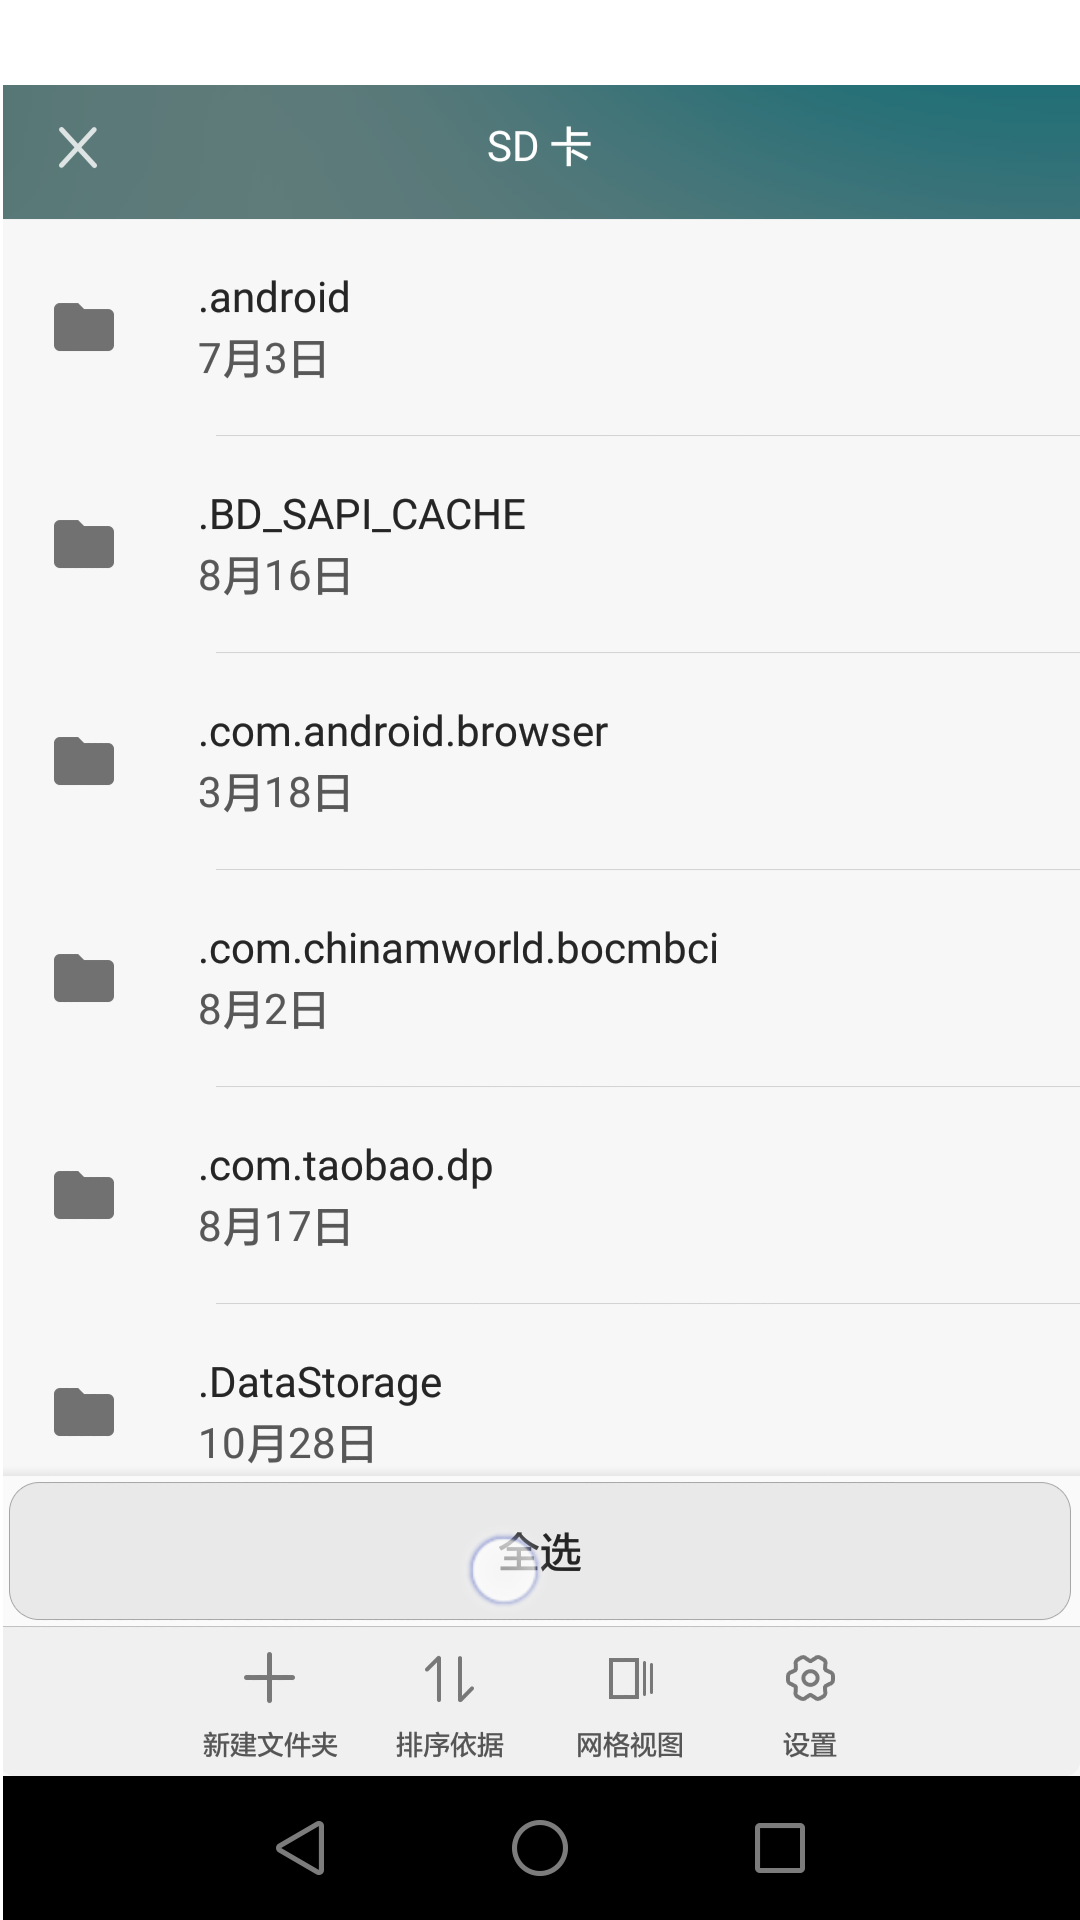 SD 卡
.android
7月3日
.BD_SAPI_CACHE
8月16日
.com.android.browser
3月18日
.com.chinamworld.bocmbci
8月2日
.com.taobao.dp
8月17日
.DataStorage
10月28日
全选
新建文件夹 排序依据 网格视图 设置